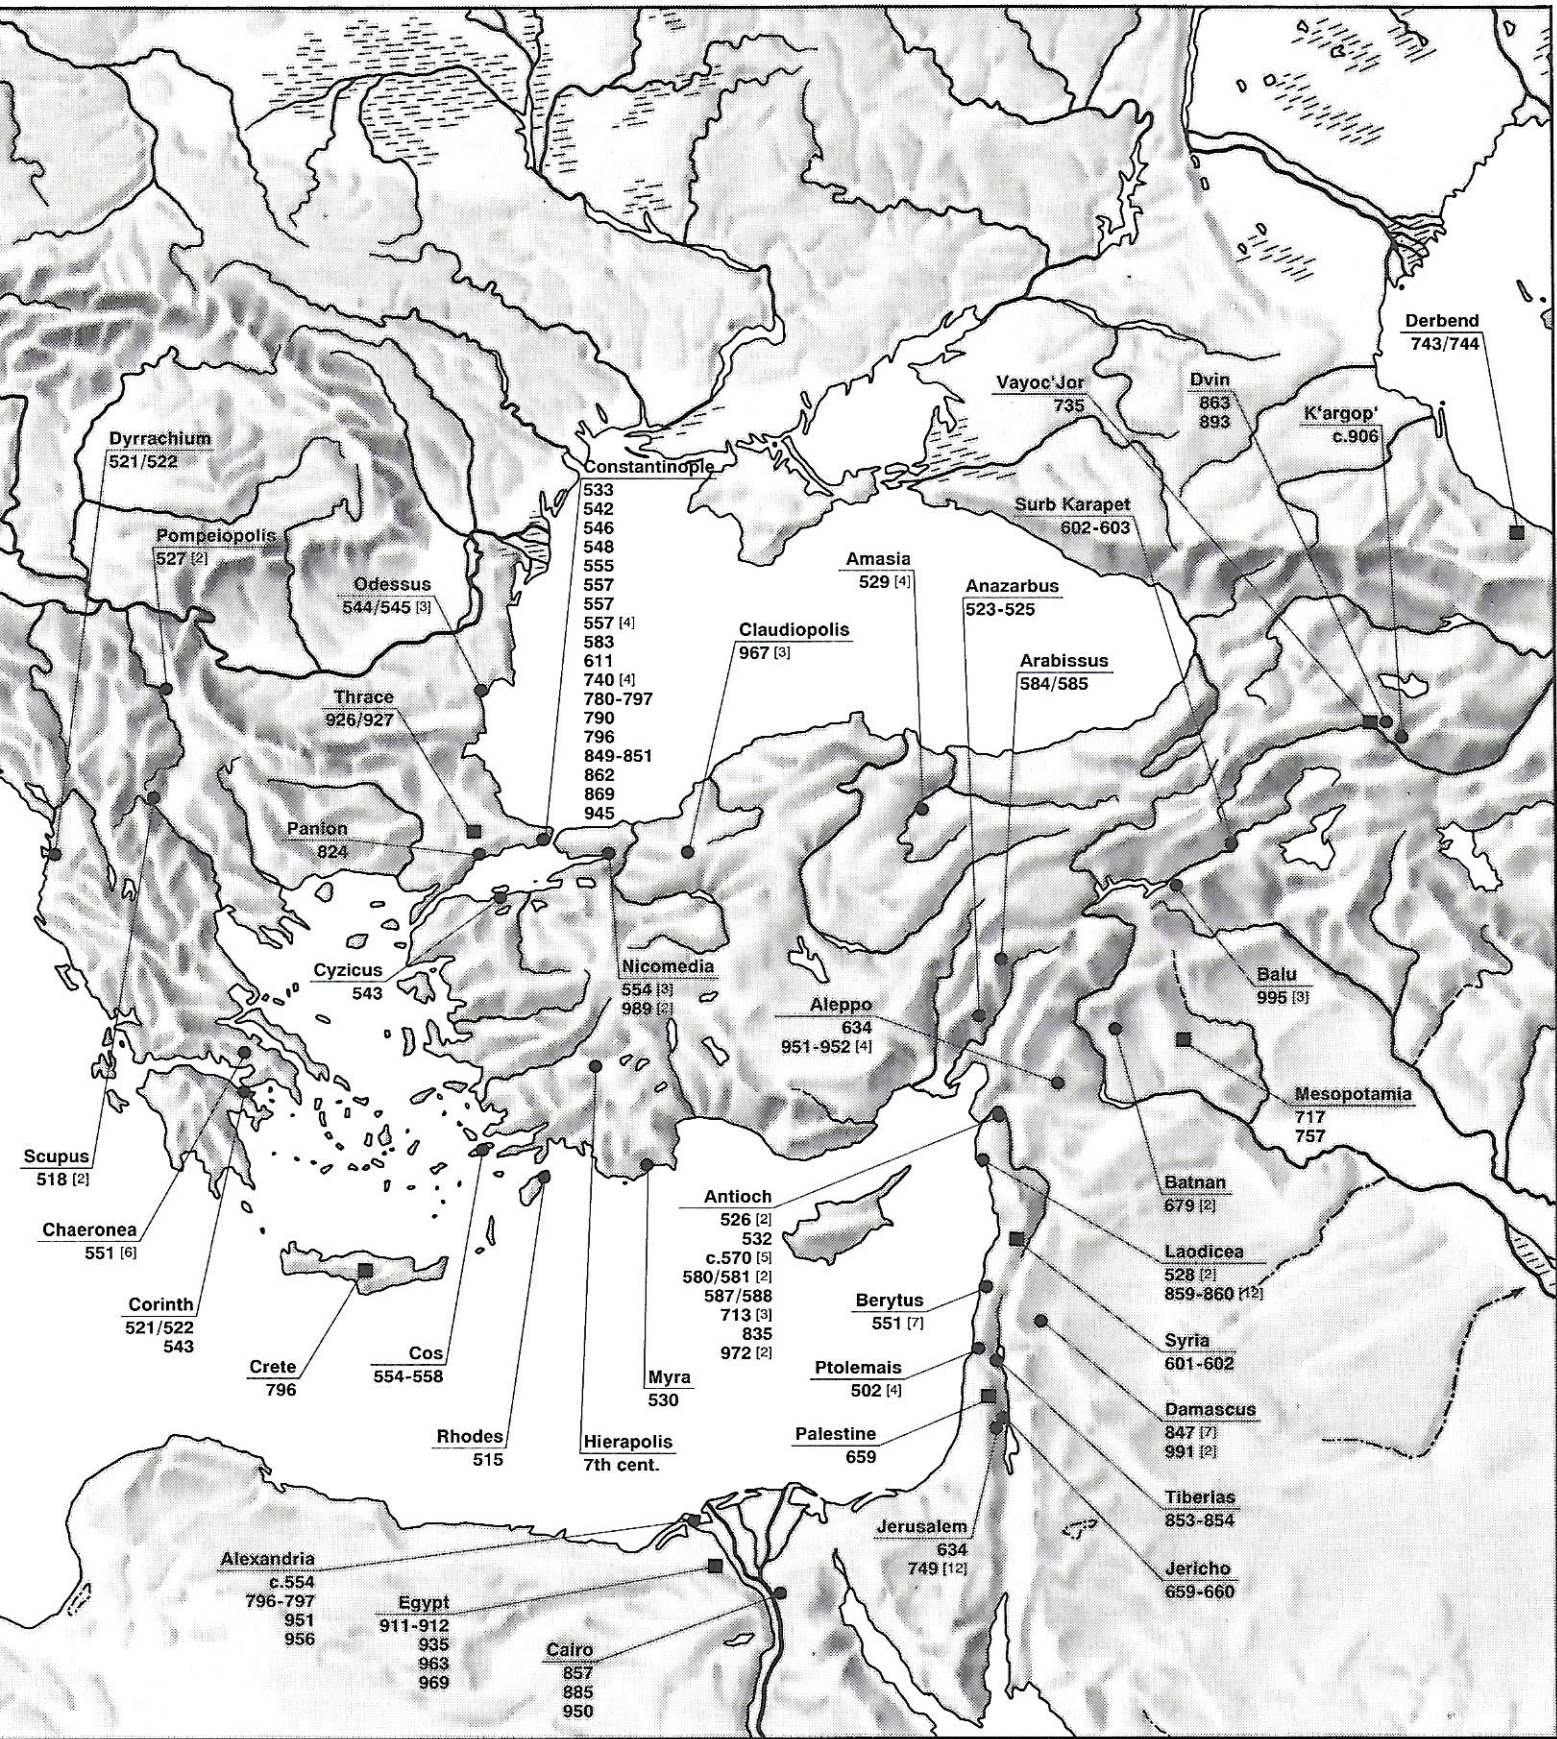 Derbend
743/744
Vayoc'Jor
735
Dvin
863
893
K'argop'
c.906
Dyrrachium
521/522
Constantinople
533
542
546
548
555
557
557
557 [4]
583
611
740 [4]
780-797
790
796
849-851
862
869
945
Surb Karapet
602-603
Pompeiopolis
527 [2]
Odessus
544/545 [3]
Amasia
529 [4]
Anazarbus
523-525
Claudiopolis
967 [3]
Arabissus
584/585
Thrace
926/927
Panion
824
Cyzicus
543
Nicomedia
554 [3]
989 [2]
Aleppo
634
951-952 [4]
Balu
995 [3]
Mesopotamia
717
757
Scupus
518 [2]
Chaeronea
551 [6]
Corinth
521/522
543
Crete
796
Cos
554-558
Rhodes
515
Hierapolis
7th cent.
Myra
530
Antioch
526 [2]
532
c.570 [5]
580/581 [2]
587/588
713 [3]
835
972 [2]
Batnan
679 [2]
Laodicea
528 [2]
859-860 [12]
Berytus
551 [7]
Syria
601-602
Ptolemais
502 [4]
Damascus
847 [7]
991 [2]
Palestine
659
Tiberias
853-854
Jerusalem
634
749 [12]
Jericho
659-660
Alexandria
c.554
796-797
951
956
Egypt
911-912
935
963
969
Cairo
857
885
950